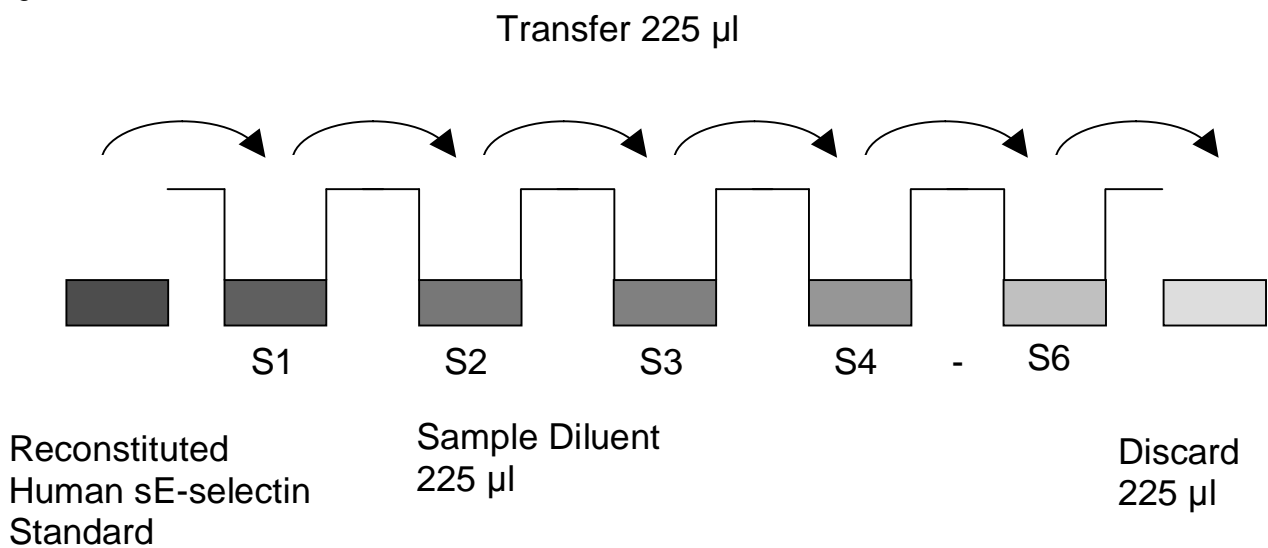 Transfer 225 µl
S1 S2 S3 S4 - S6
Reconstituted
Human sE-selectin
Standard
Sample Diluent
225 µl
Discard
225 µl